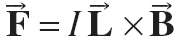 F⃗ = I L⃗ × B⃗